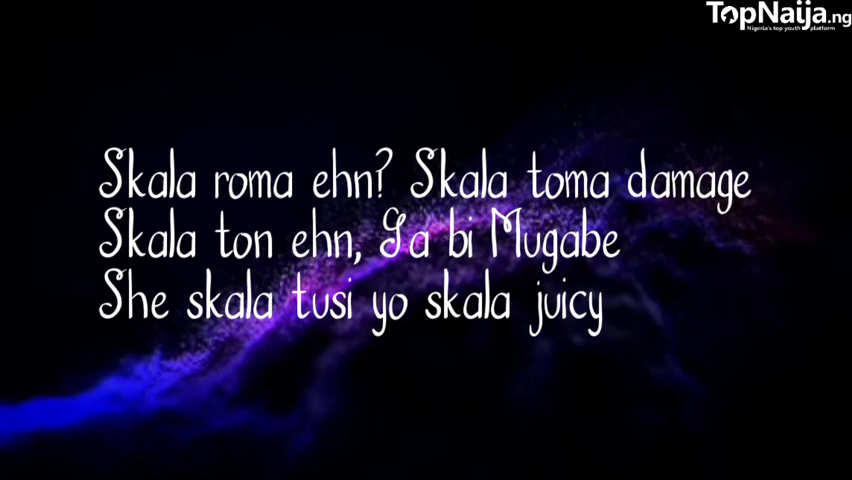 TopNaija.ng
Nigeria's top youth platform
Skala roma ehn? Skala toma damage
Skala ton ehn, Ga bi Mugabe
She skala tusi yo skala juicy